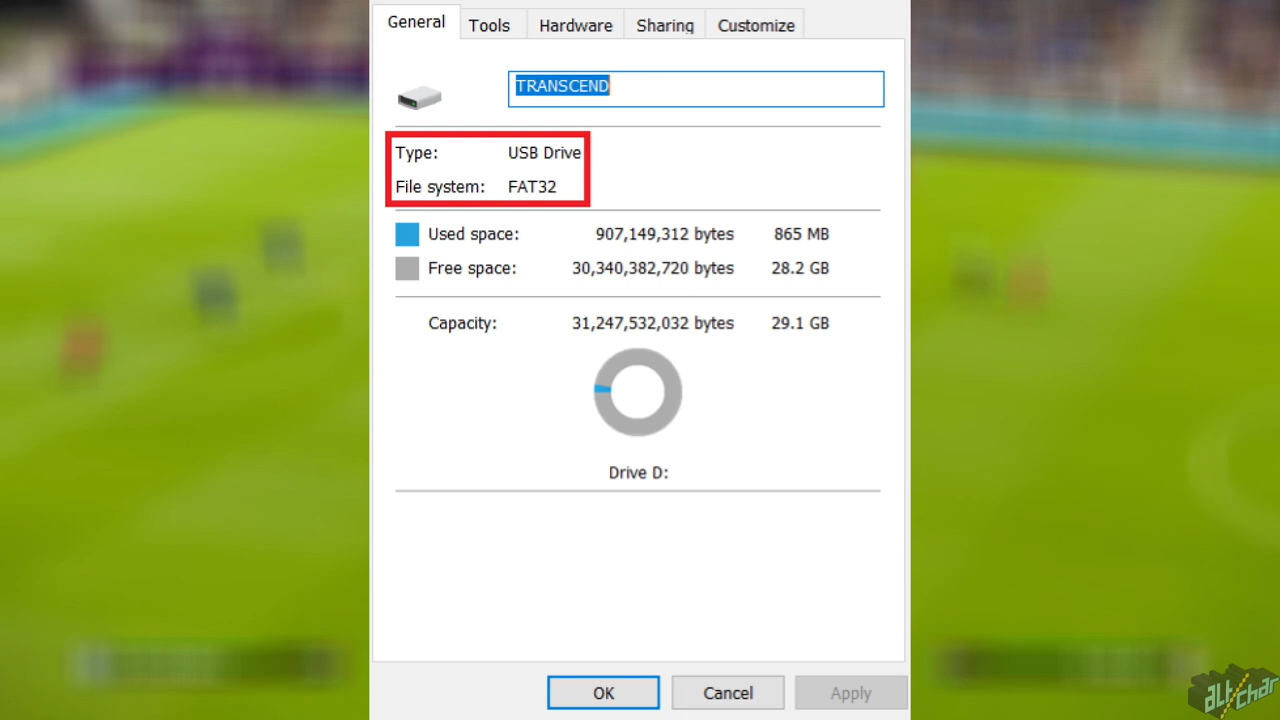 General Tools Hardware Sharing Customize
TRANSCEND
Type: USB Drive
File system: FAT32
Used space: 907,149,312 bytes 865 MB
Free space: 30,340,382,720 bytes 28.2 GB
Capacity: 31,247,532,032 bytes 29.1 GB
Drive D:
OK Cancel Apply
alt char